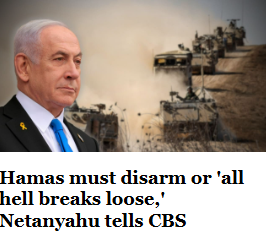 Hamas must disarm or 'all
hell breaks loose,'
Netanyahu tells CBS